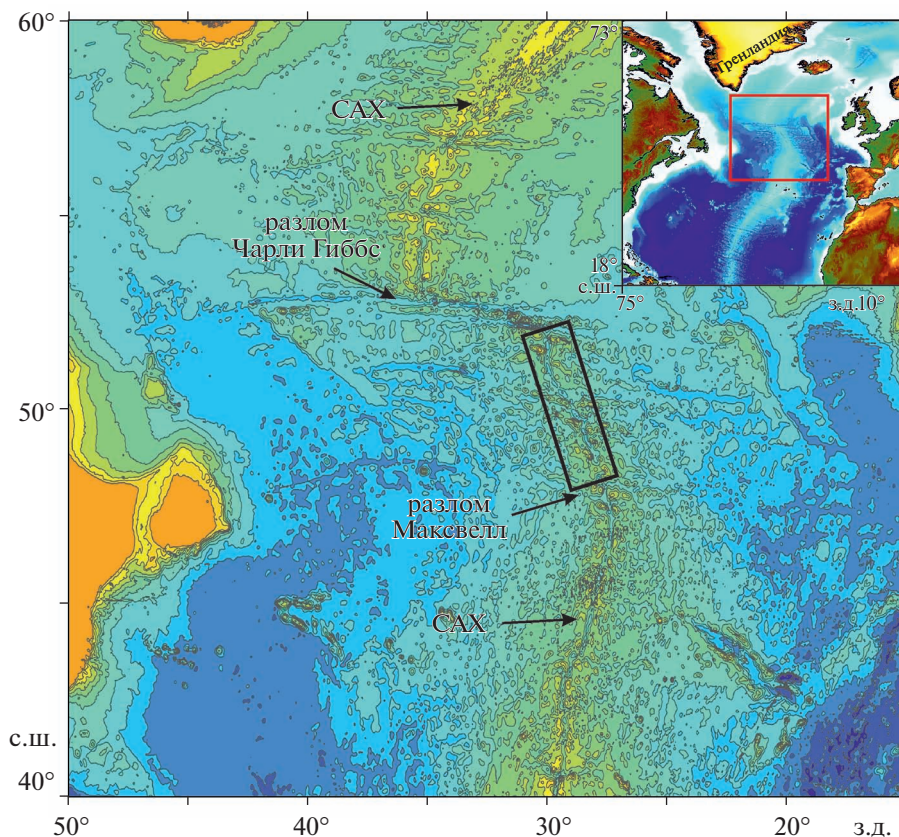 60°
73°
Гренландия
САХ
разлом
Чарли Гиббс
18°
с.ш.
75°
з.д.10°
50°
разлом
Максвелл
САХ
с.ш.
40°
50°
40°
30°
20°
з.д.